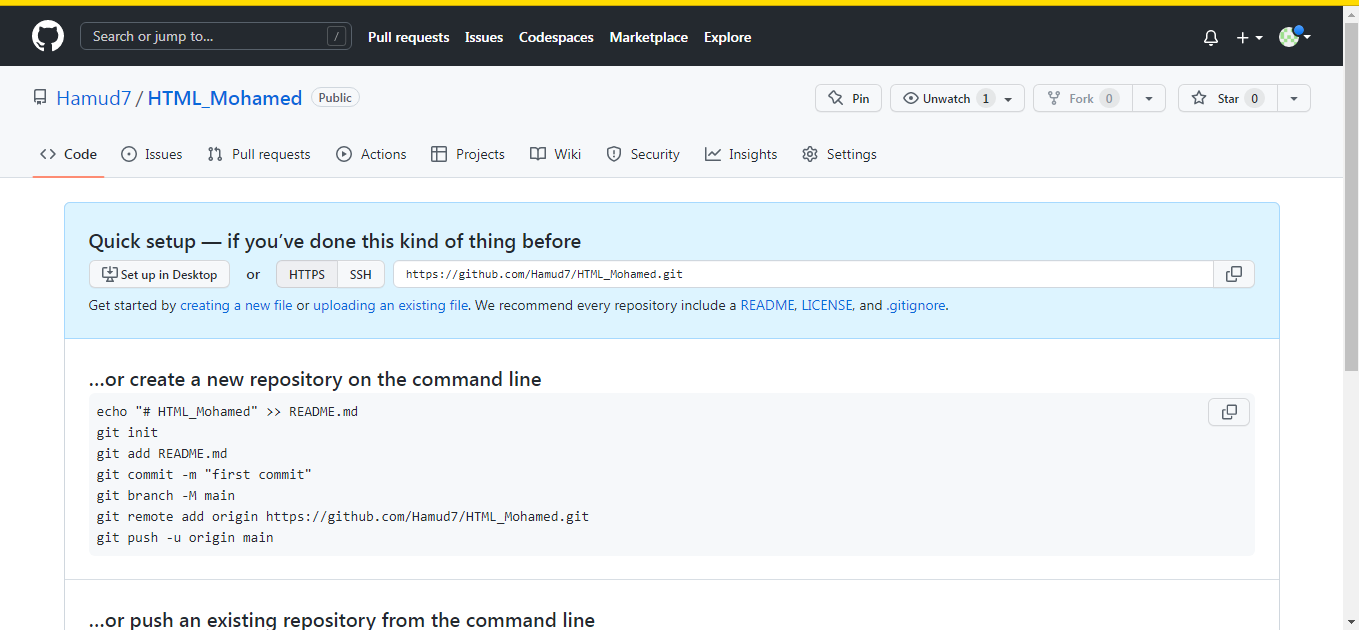 Search or jump to... / Pull requests Issues Codespaces Marketplace Explore
Hamud7 / HTML_Mohamed Public Pin Unwatch 1 Fork 0 Star 0
Code Issues Pull requests Actions Projects Wiki Security Insights Settings
Quick setup — if you’ve done this kind of thing before
Set up in Desktop or HTTPS SSH https://github.com/Hamud7/HTML_Mohamed.git
Get started by creating a new file or uploading an existing file. We recommend every repository include a README, LICENSE, and .gitignore.
…or create a new repository on the command line
echo "# HTML_Mohamed" >> README.md
git init
git add README.md
git commit -m "first commit"
git branch -M main
git remote add origin https://github.com/Hamud7/HTML_Mohamed.git
git push -u origin main
…or push an existing repository from the command line